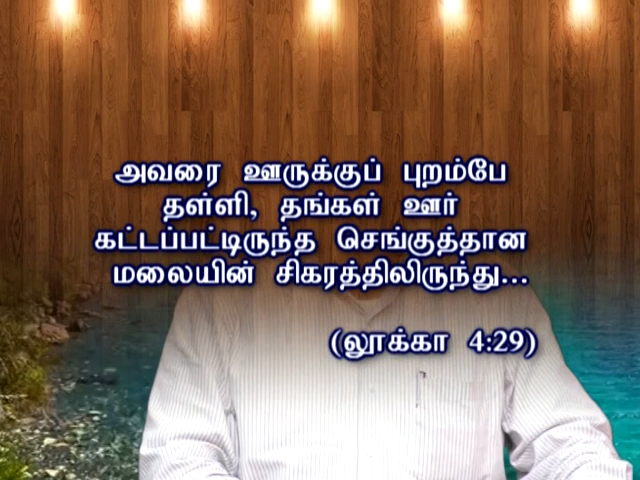 அவரை ஊருக்குப் புறம்பே
தள்ளி, தங்கள் ஊர்
கட்டப்பட்டிருந்த செங்குத்தான
மலையின் சிகரத்திலிருந்து...
(லூக்கா 4:29)